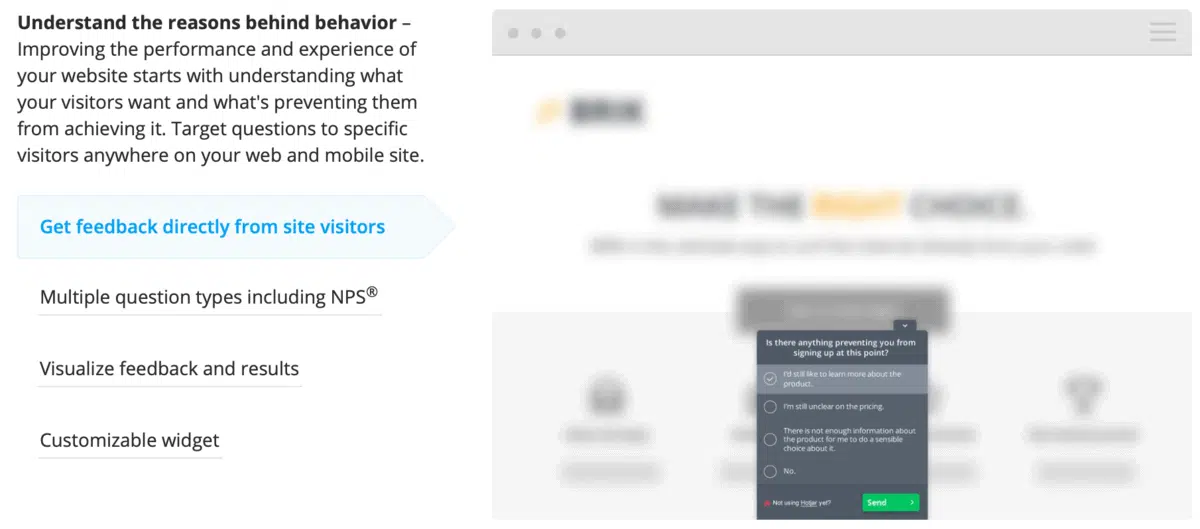 Understand the reasons behind behavior –
Improving the performance and experience of
your website starts with understanding what
your visitors want and what's preventing them
from achieving it. Target questions to specific
visitors anywhere on your web and mobile site.
Get feedback directly from site visitors
Multiple question types including NPS®
Visualize feedback and results
Customizable widget
BRIK
MAKE THE RIGHT CHOICE.
Is there anything preventing you from
signing up at this point?
I'd still like to learn more about the
product.
I'm still unclear on the pricing.
There is not enough information about
the product for me to do a sensible
choice about it.
No.
Not using Hotjar yet?
Send